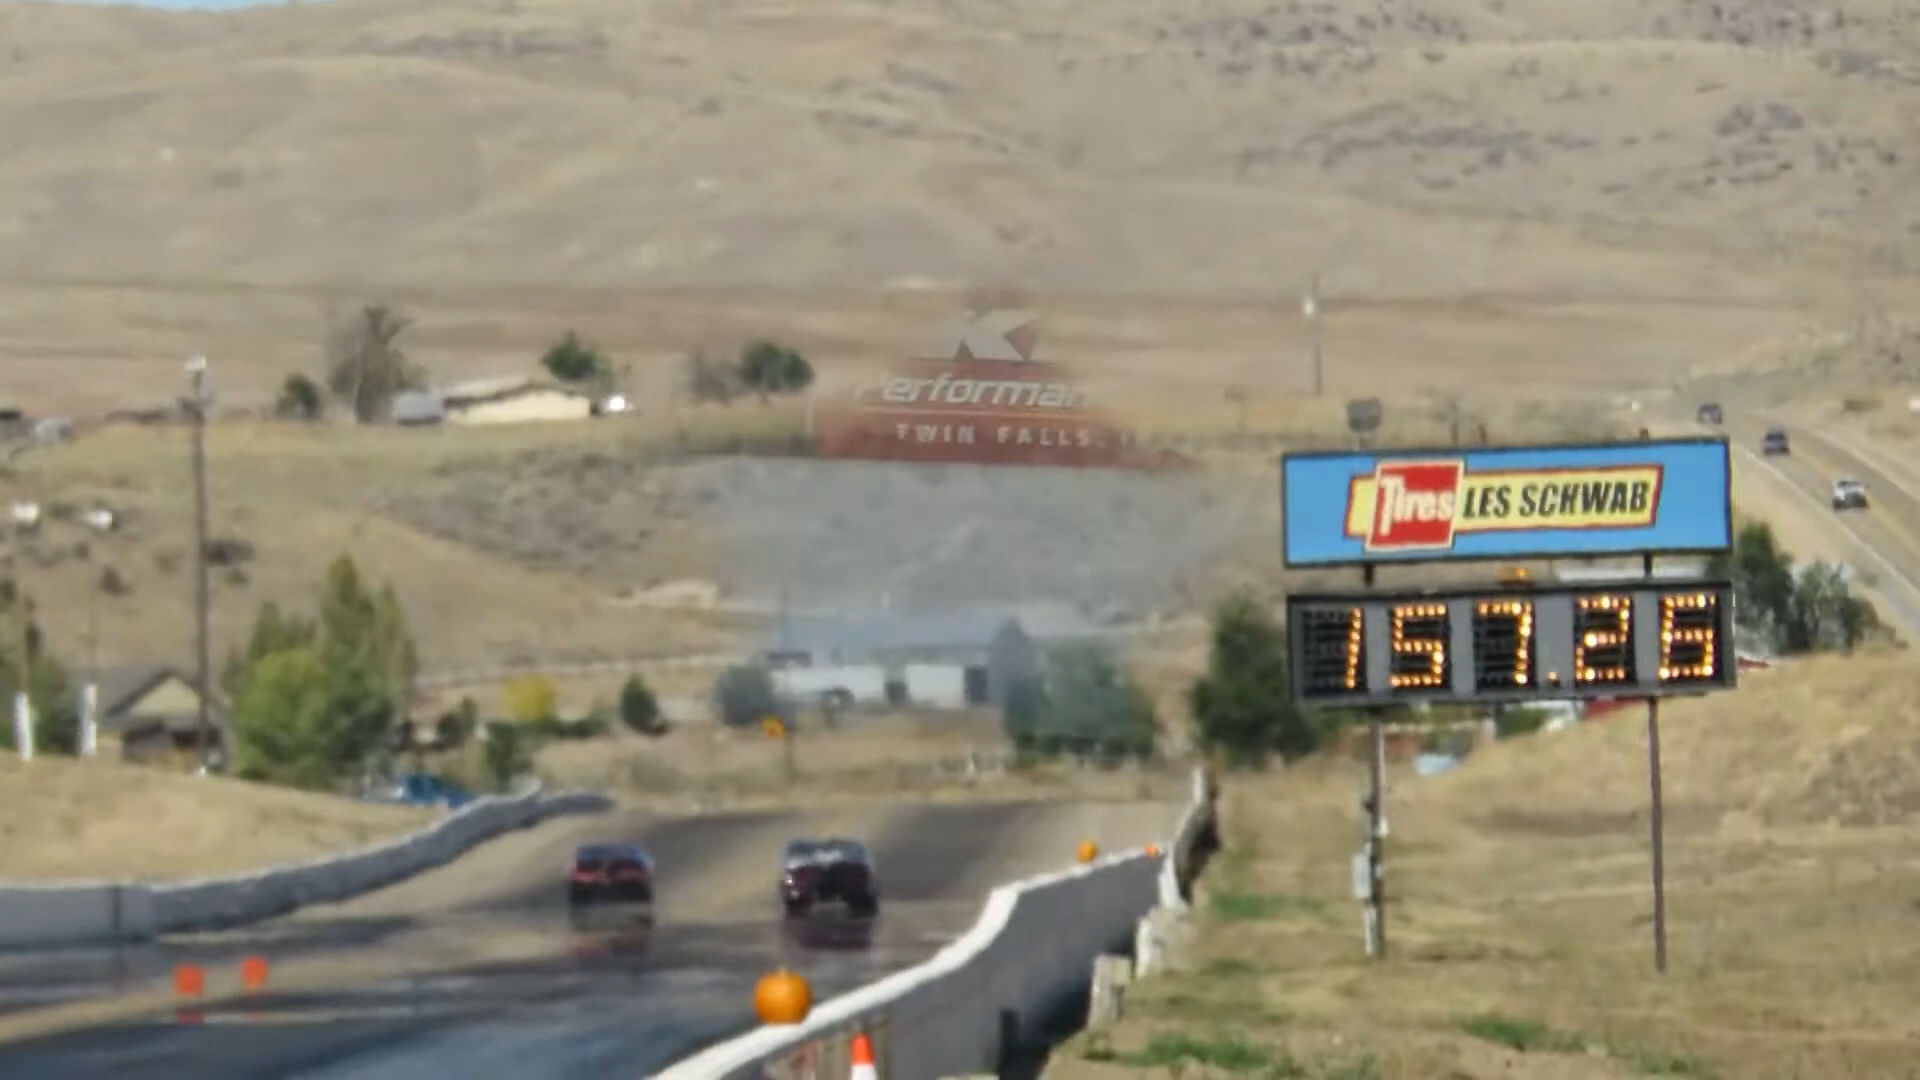 Performan
TWIN FALLS,
Tires LES SCHWAB
157.26